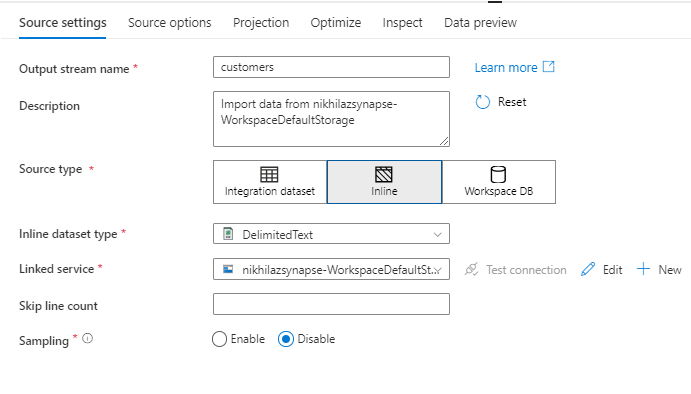 Source settings Source options Projection Optimize Inspect Data preview
Output stream name * customers Learn more
Description Import data from nikhilazsynapse-
WorkspaceDefaultStorage Reset
Source type *
Integration dataset Inline Workspace DB
Inline dataset type * DelimitedText
Linked service * nikhilazsynapse-WorkspaceDefaultSt... Test connection Edit New
Skip line count
Sampling * Enable Disable